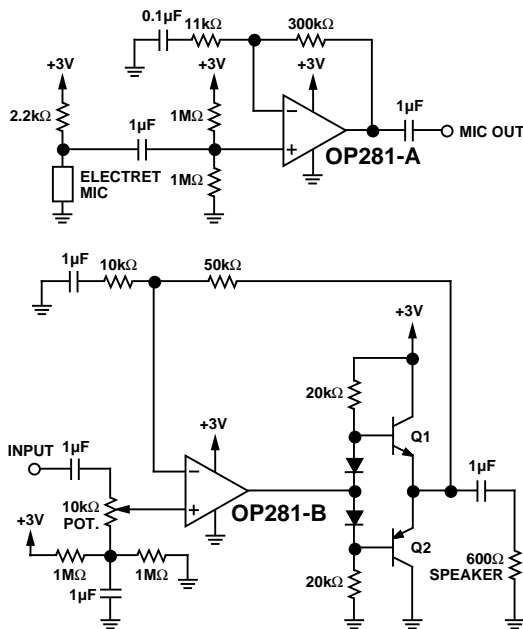 0.1µF
11kΩ
300kΩ
+3V
+3V
+3V
2.2kΩ
1µF
1MΩ
1µF
MIC OUT
OP281-A
ELECTRET
MIC
1MΩ
1µF
10kΩ
50kΩ
+3V
20kΩ
+3V
Q1
INPUT
1µF
1µF
10kΩ
POT.
OP281-B
+3V
Q2
1MΩ
1MΩ
20kΩ
600Ω
SPEAKER
1µF